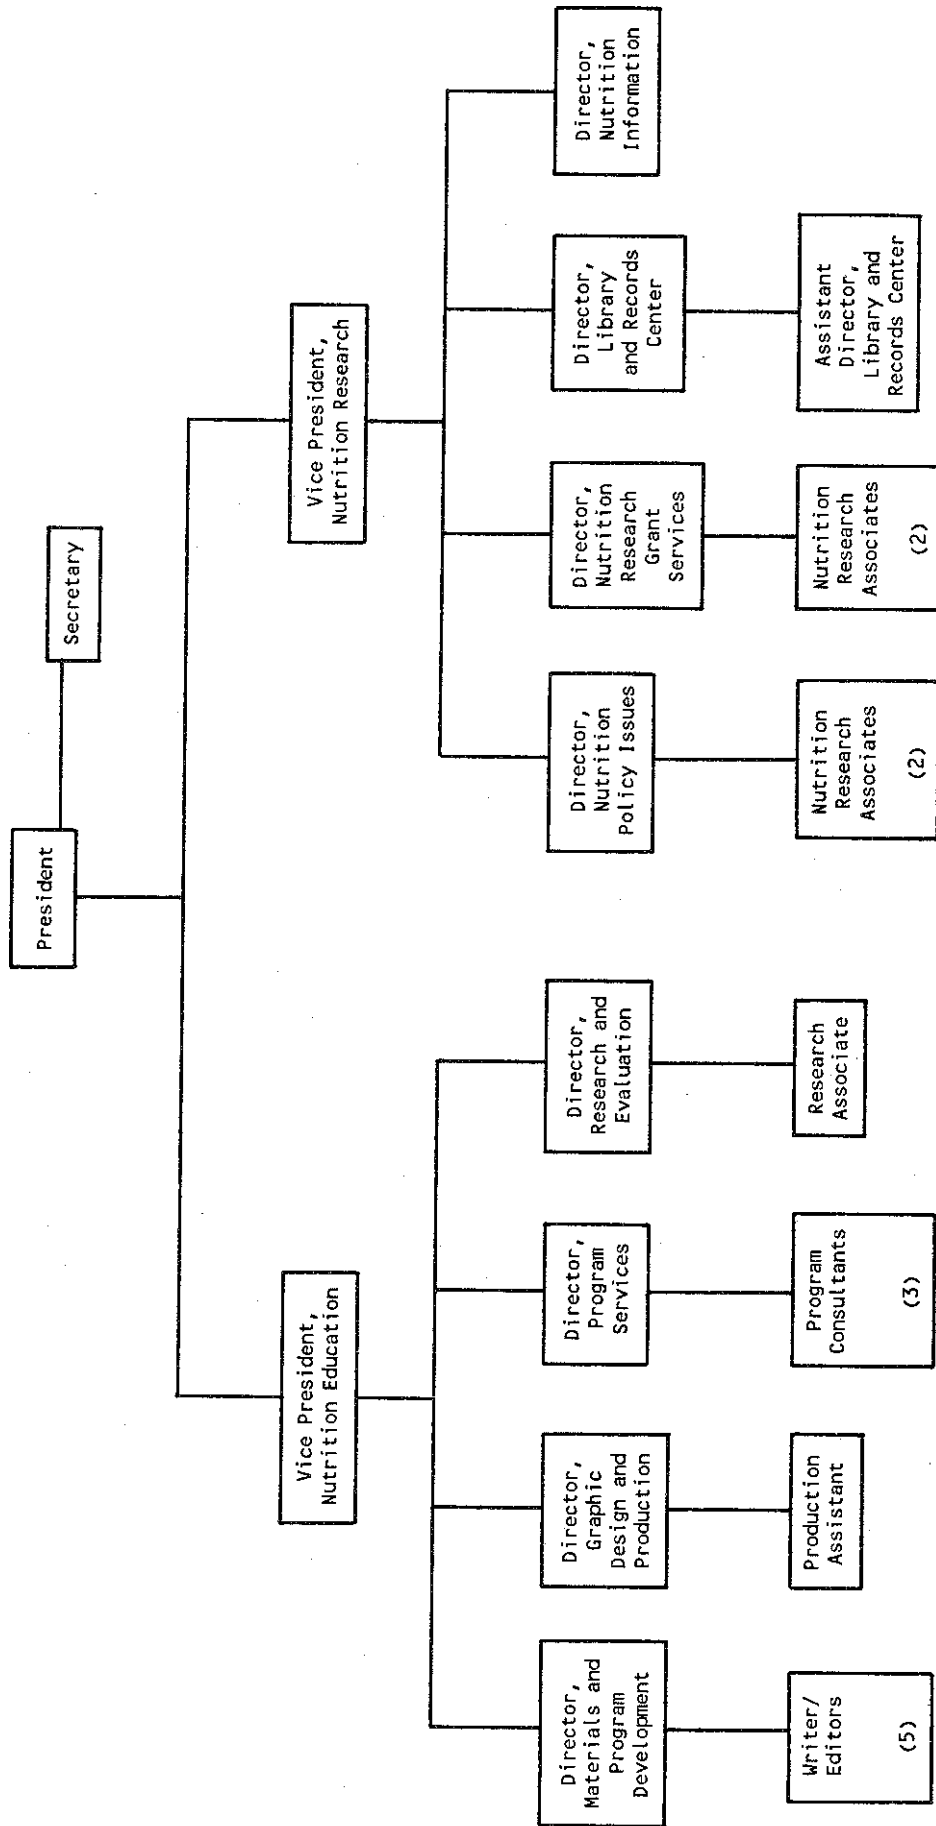 President
Secretary
Vice President,
Nutrition Education
Vice President,
Nutrition Research
Director,
Materials and
Program
Development
Director,
Graphic
Design and
Production
Director,
Program
Services
Director,
Research and
Evaluation
Director,
Nutrition
Policy Issues
Director,
Nutrition
Research
Grant
Services
Director,
Library
and Records
Center
Director,
Nutrition
Information
Writer/
Editors
(5)
Production
Assistant
Program
Consultants
(3)
Research
Associate
Nutrition
Research
Associates
(2)
Nutrition
Research
Associates
(2)
Assistant
Director,
Library and
Records Center